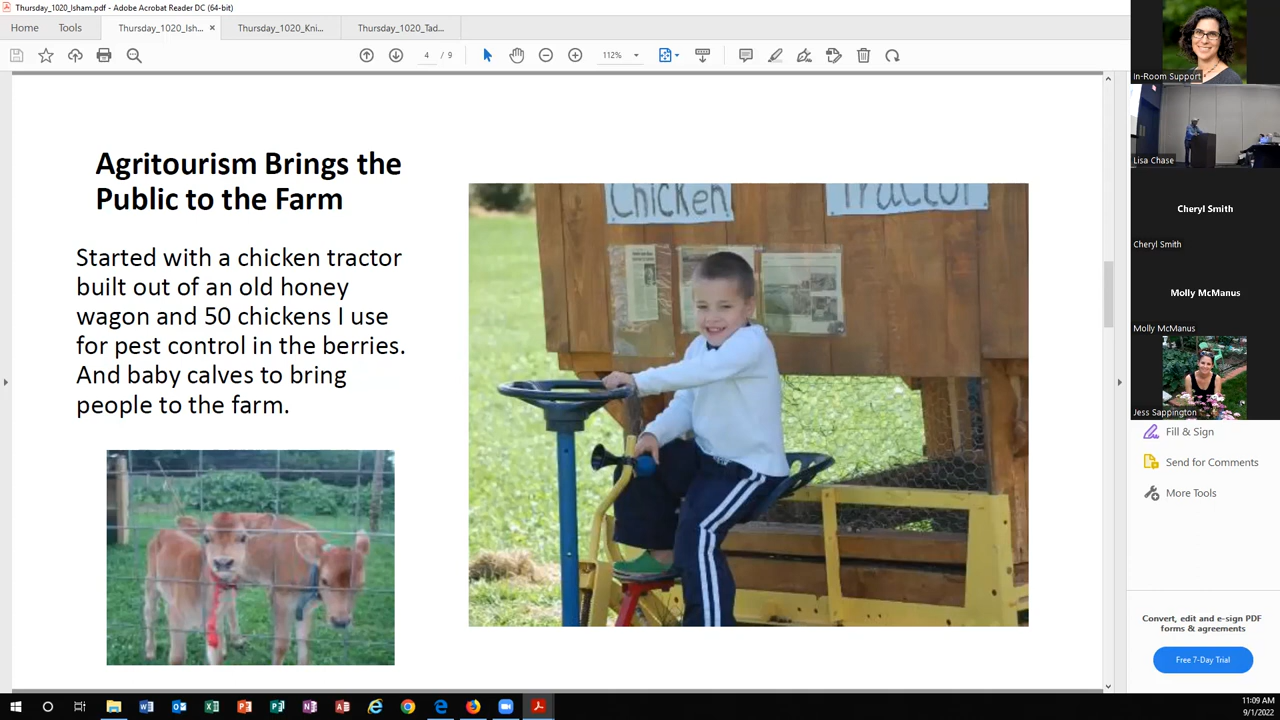 Thursday_1020_Isham.pdf - Adobe Acrobat Reader DC (64-bit)
Home
Tools
Thursday_1020_Ish...
×
Thursday_1020_Kni...
Thursday_1020_Tad...
4 / 9
112%
In-Room Support
Lisa Chase
Cheryl Smith
Cheryl Smith
Molly McManus
Molly McManus
Jess Sappington
Agritourism Brings the
Public to the Farm
Started with a chicken tractor
built out of an old honey
wagon and 50 chickens I use
for pest control in the berries.
And baby calves to bring
people to the farm.
Chicken
Tractor
Fill & Sign
Send for Comments
More Tools
Convert, edit and e-sign PDF
forms & agreements
Free 7-Day Trial
11:09 AM
9/1/2022